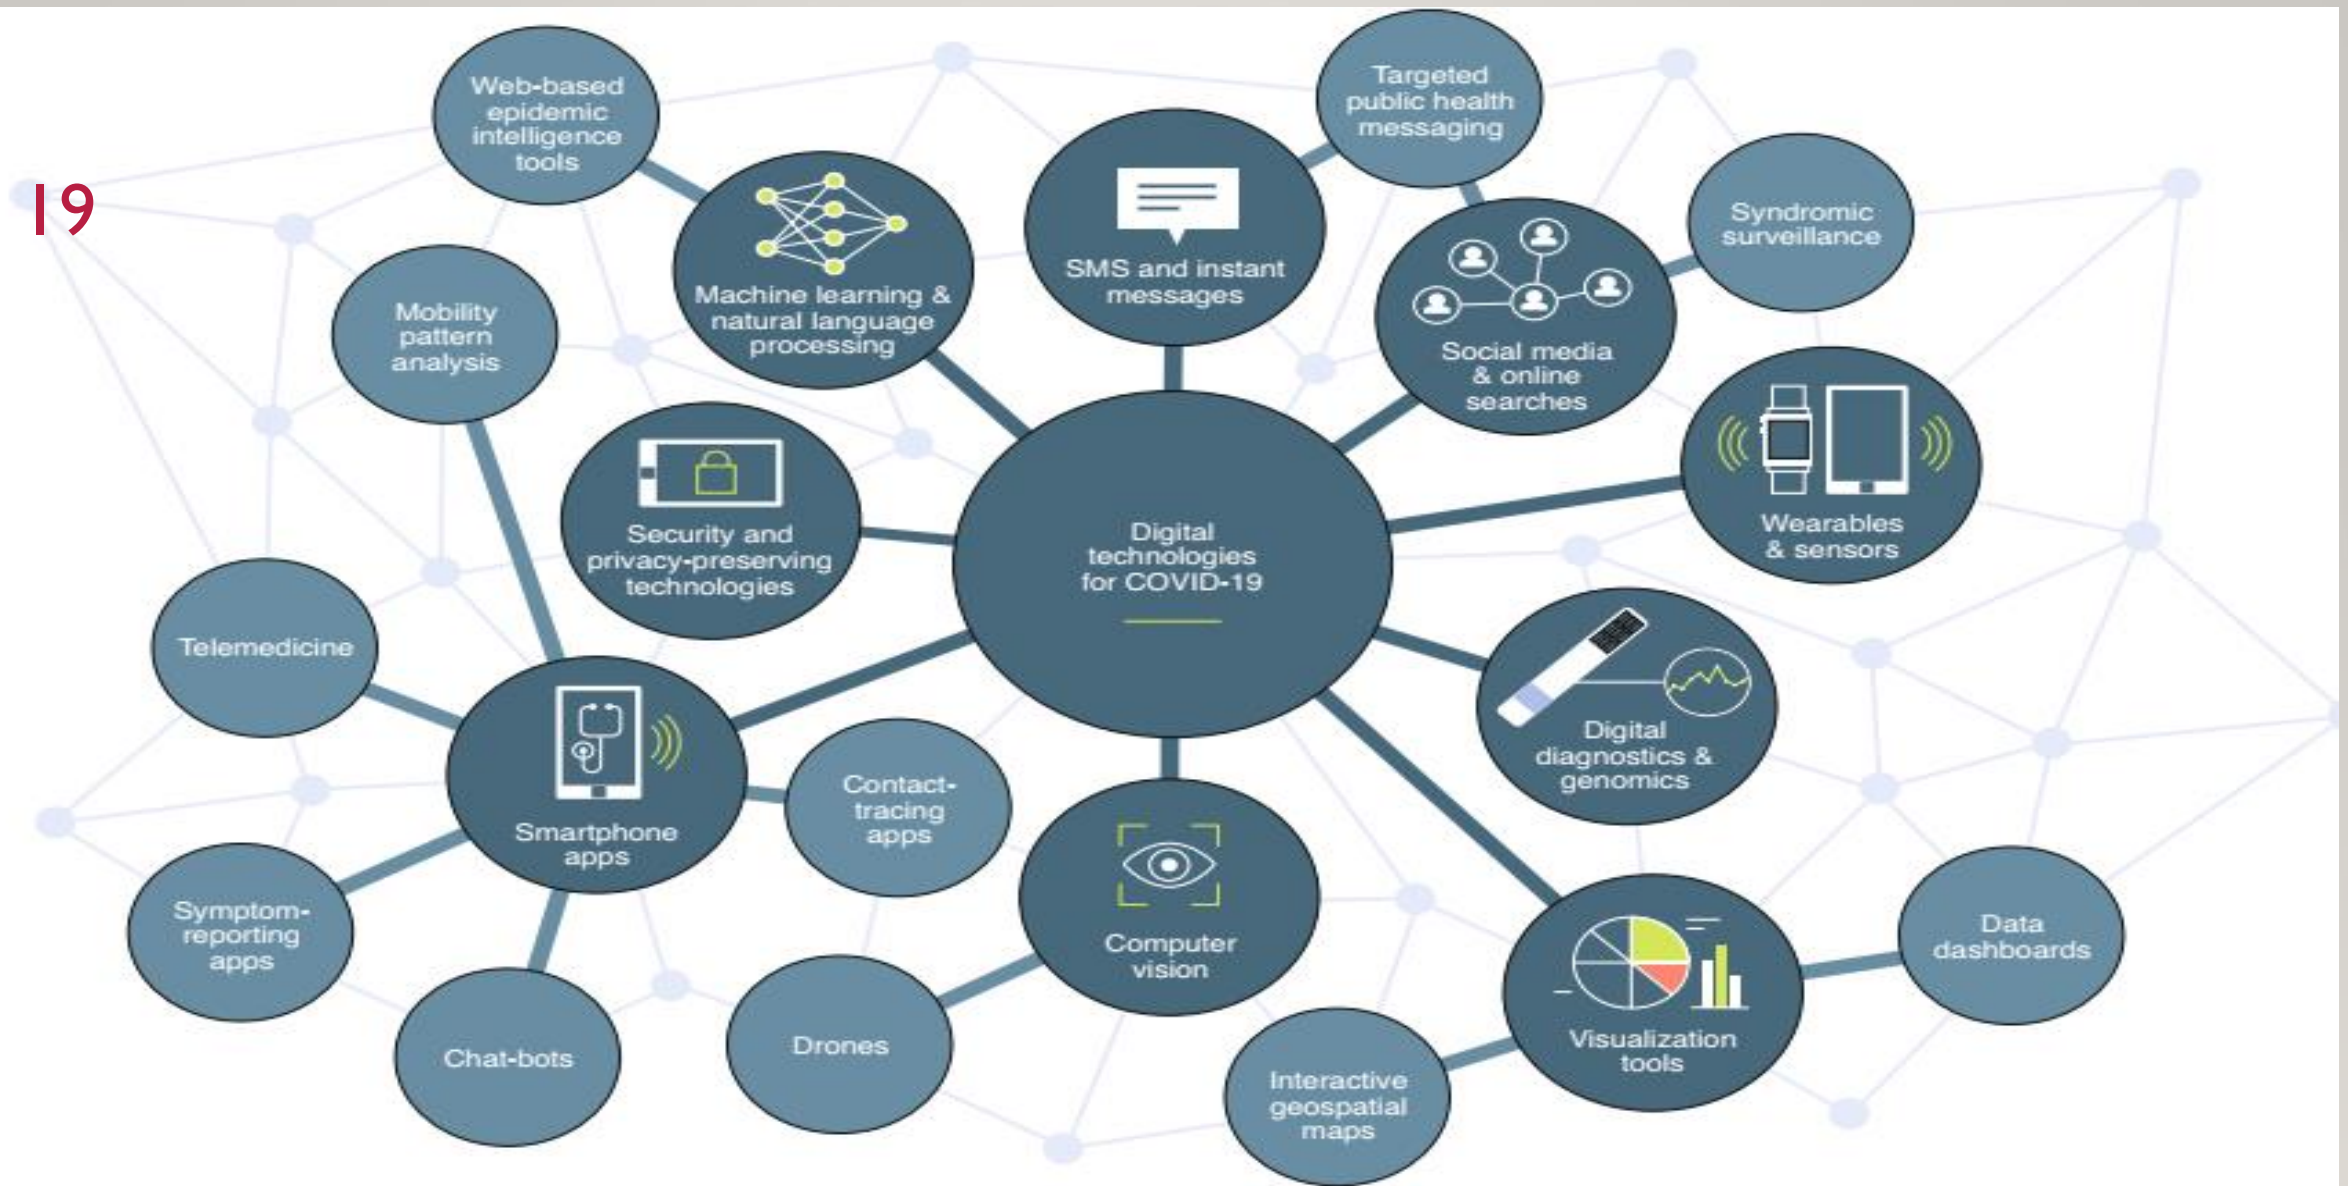 19
Web-based
epidemic
intelligence
tools
Targeted
public health
messaging
Machine learning &
natural language
processing
SMS and instant
messages
Social media
& online
searches
Syndromic
surveillance
Mobility
pattern
analysis
Security and
privacy-preserving
technologies
Digital
technologies
for COVID-19
Wearables
& sensors
Telemedicine
Smartphone
apps
Contact-
tracing
apps
Digital
diagnostics &
genomics
Symptom-
reporting
apps
Chat-bots
Drones
Computer
vision
Interactive
geospatial
maps
Visualization
tools
Data
dashboards